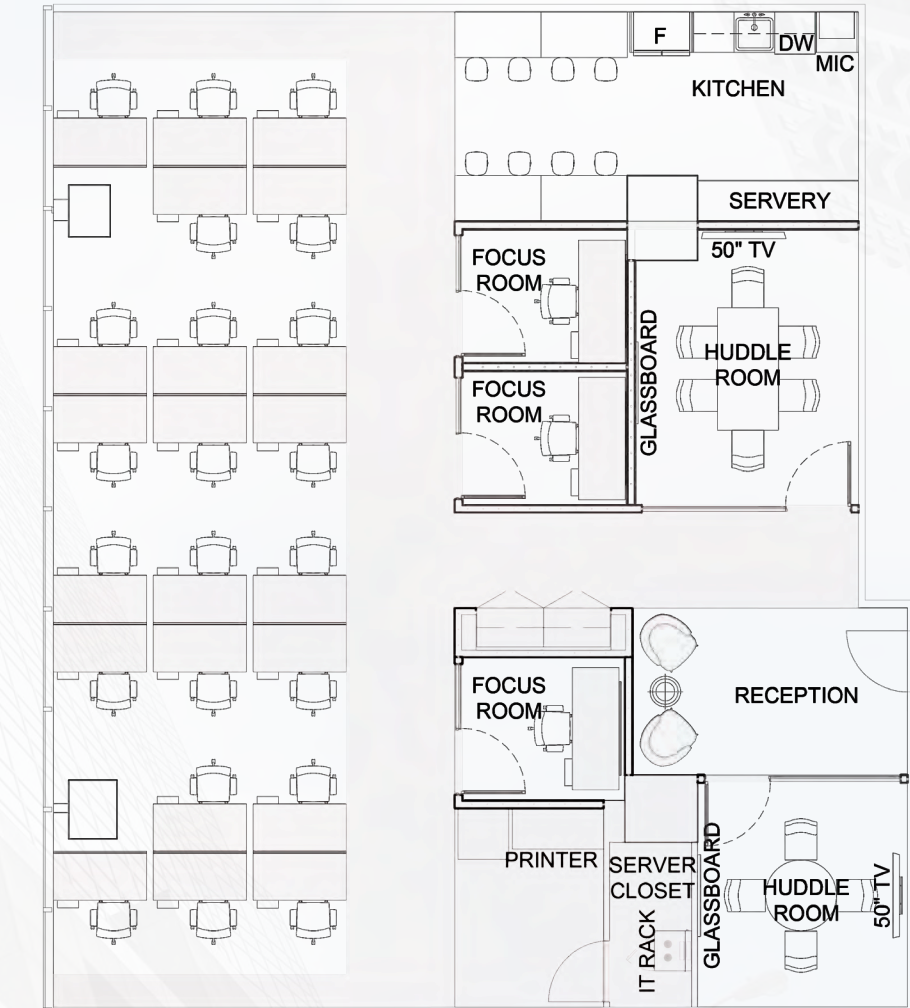 F
DW
MIC
KITCHEN
SERVERY
50" TV
FOCUS
ROOM
GLASSBOARD
HUDDLE
ROOM
FOCUS
ROOM
FOCUS
ROOM
RECEPTION
PRINTER
SERVER
CLOSET
IT RACK
GLASSBOARD
HUDDLE
ROOM
50" TV